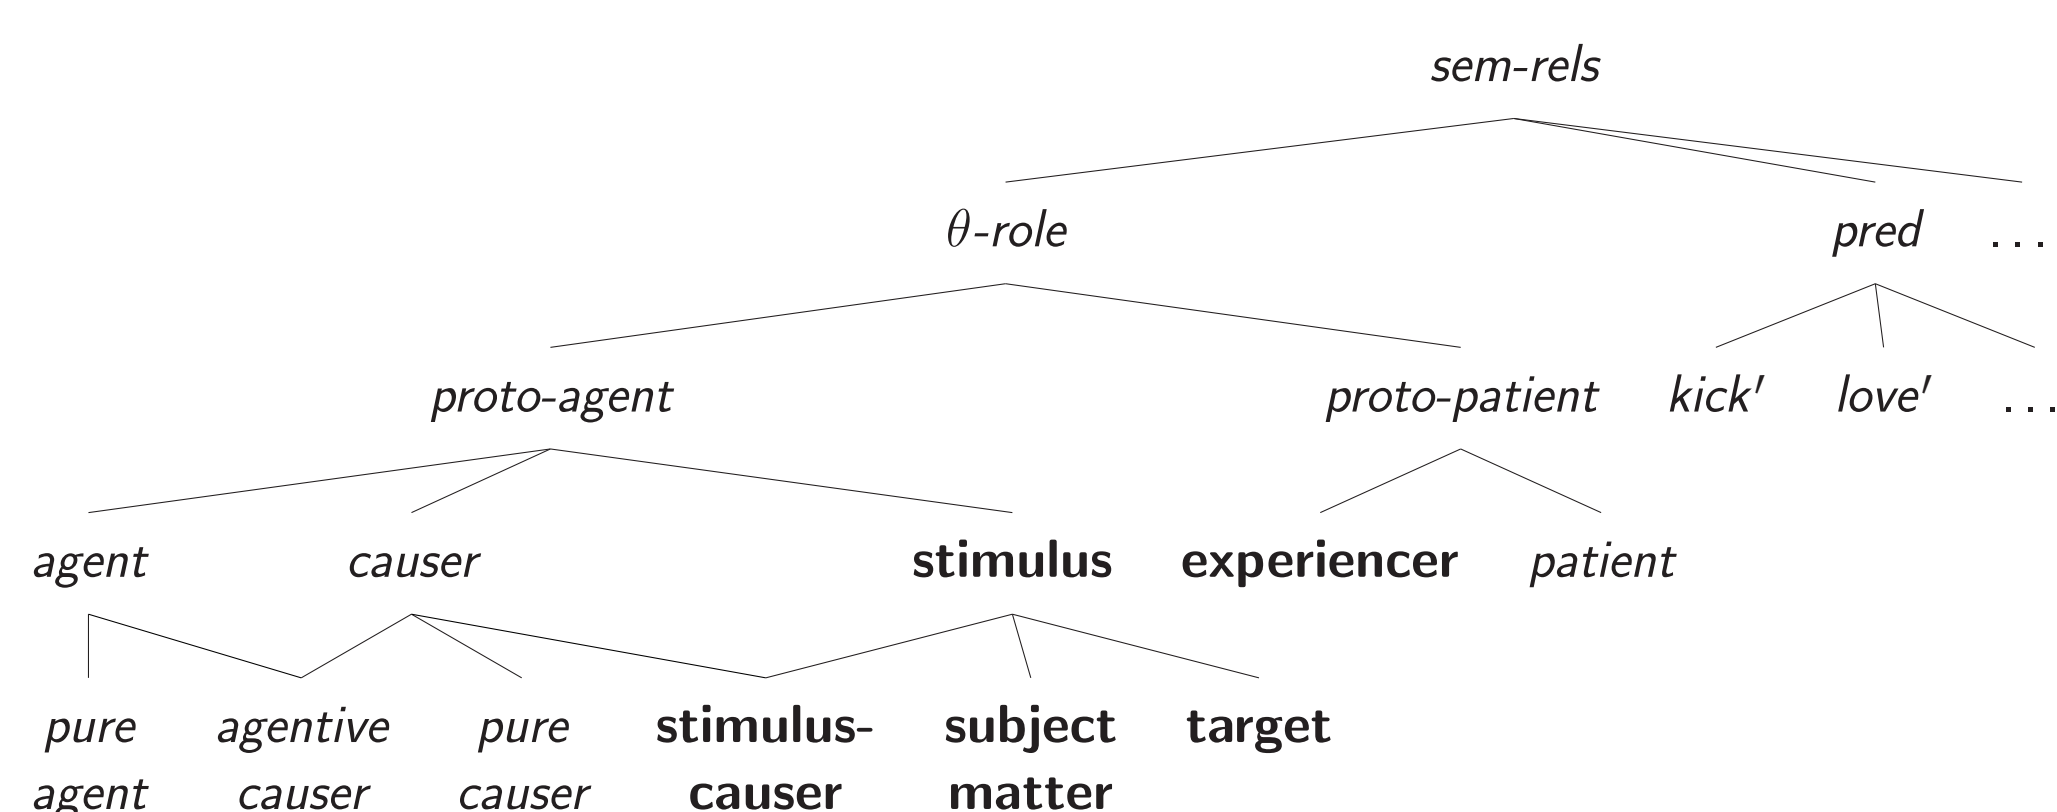 sem-rels
θ-role pred ...
proto-agent proto-patient kick′ love′ ...
agent causer stimulus experiencer patient
pure agentive pure stimulus- subject target
agent causer causer causer matter